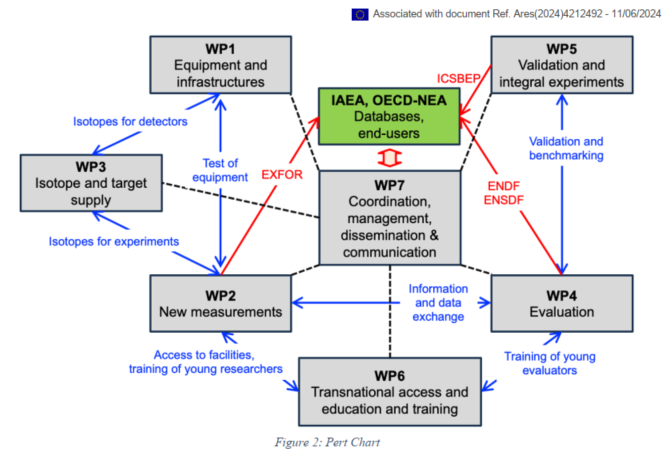 Associated with document Ref. Ares(2024)4212492 - 11/06/2024
WP1
Equipment and
infrastructures
WP5
Validation and
integral experiments
ICSBEP
IAEA, OECD-NEA
Databases,
end-users
Isotopes for detectors
Test of
equipment
EXFOR
Validation and
benchmarking
WP3
Isotope and target
supply
WP7
Coordination,
management,
dissemination &
communication
ENDF
ENSDF
Isotopes for experiments
WP2
New measurements
Information
and data
exchange
WP4
Evaluation
Access to facilities,
training of young researchers
Training of young
evaluators
WP6
Transnational access and
education and training
Figure 2: Pert Chart